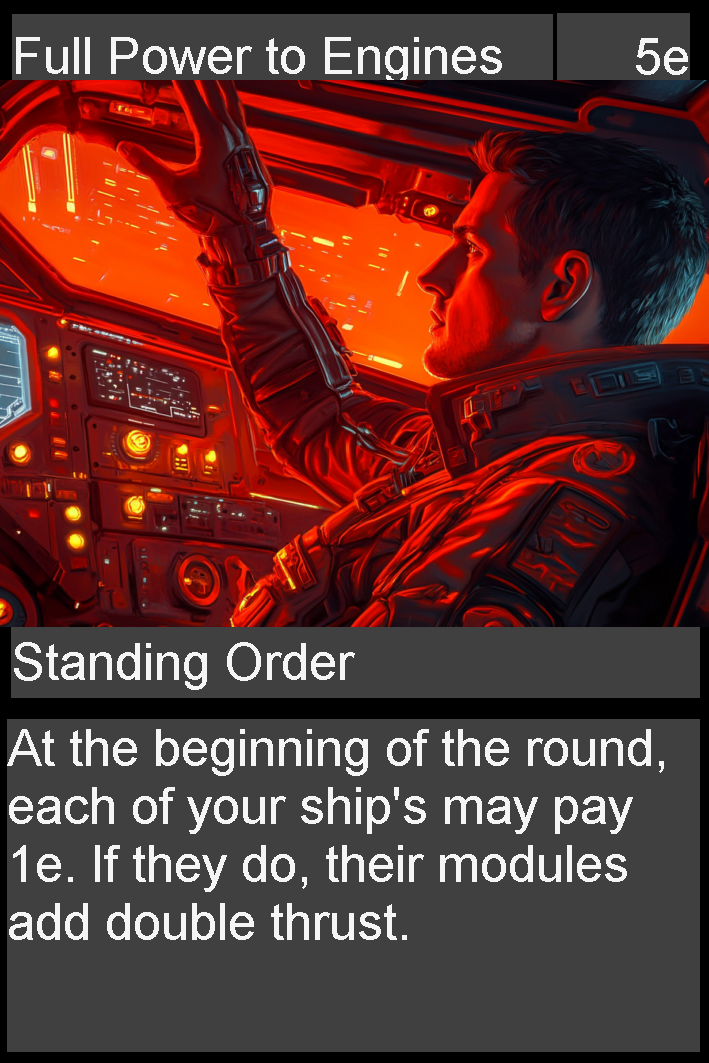 Full Power to Engines 5e
Standing Order
At the beginning of the round,
each of your ship's may pay
1e. If they do, their modules
add double thrust.